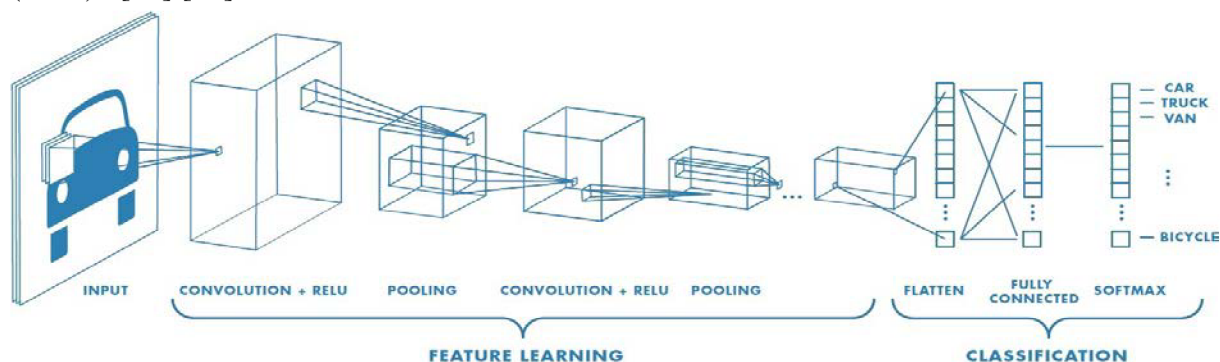 CAR
TRUCK
VAN
BICYCLE
INPUT
CONVOLUTION + RELU
POOLING
CONVOLUTION + RELU
POOLING
FLATTEN
FULLY
CONNECTED
SOFTMAX
FEATURE LEARNING
CLASSIFICATION